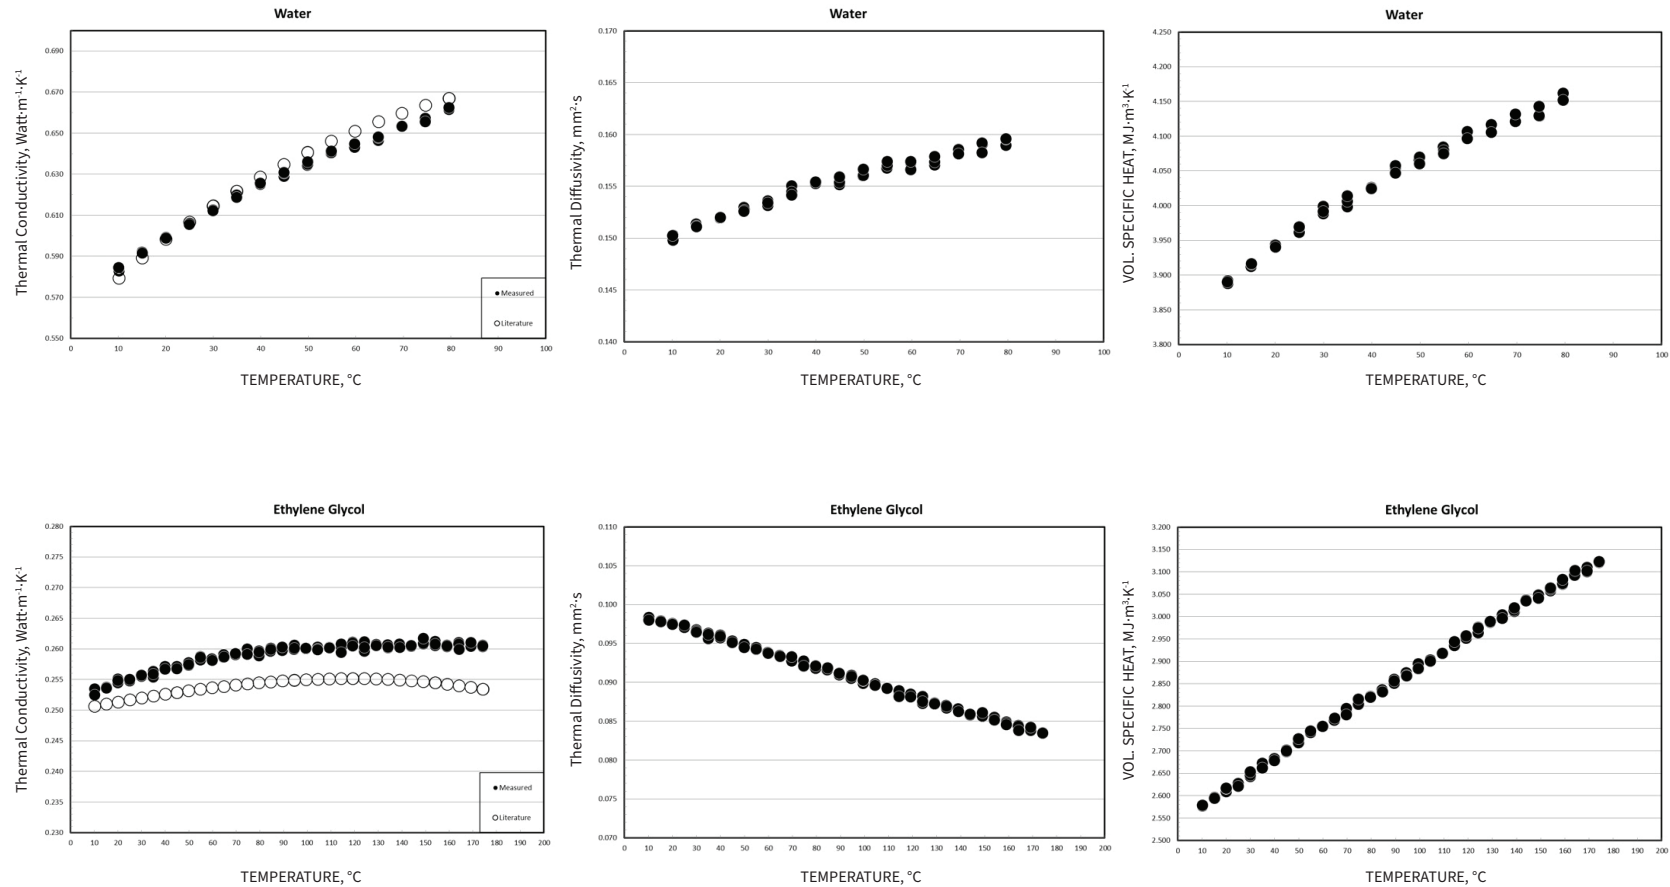 Water
Thermal Conductivity, Watt·m⁻¹·K⁻¹
0.690
0.670
0.650
0.630
0.610
0.590
0.570
0.550
0 10 20 30 40 50 60 70 80 90 100
Measured
Literature
TEMPERATURE, °C
Water
Thermal Diffusivity, mm²·s
0.170
0.165
0.160
0.155
0.150
0.145
0.140
0 10 20 30 40 50 60 70 80 90 100
TEMPERATURE, °C
Water
VOL. SPECIFIC HEAT, MJ·m³·K⁻¹
4.250
4.200
4.150
4.100
4.050
4.000
3.950
3.900
3.850
3.800
0 10 20 30 40 50 60 70 80 90 100
TEMPERATURE, °C
Ethylene Glycol
Thermal Conductivity, Watt·m⁻¹·K⁻¹
0.280
0.275
0.270
0.265
0.260
0.255
0.250
0.245
0.240
0.235
0.230
0 10 20 30 40 50 60 70 80 90 100 110 120 130 140 150 160 170 180 190 200
Measured
Literature
TEMPERATURE, °C
Ethylene Glycol
Thermal Diffusivity, mm²·s
0.110
0.105
0.100
0.095
0.090
0.085
0.080
0.075
0.070
0 10 20 30 40 50 60 70 80 90 100 110 120 130 140 150 160 170 180 190 200
TEMPERATURE, °C
Ethylene Glycol
VOL. SPECIFIC HEAT, MJ·m³·K⁻¹
3.200
3.150
3.100
3.050
3.000
2.950
2.900
2.850
2.800
2.750
2.700
2.650
2.600
2.550
2.500
0 10 20 30 40 50 60 70 80 90 100 110 120 130 140 150 160 170 180 190 200
TEMPERATURE, °C